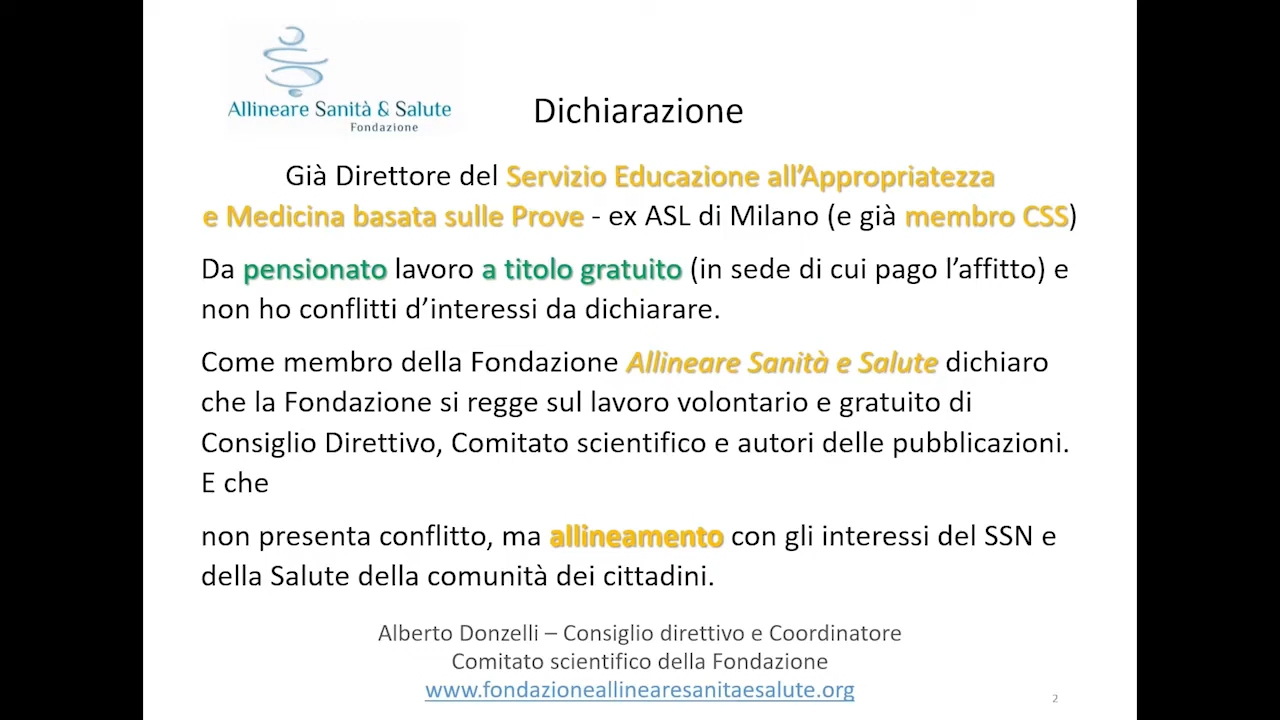 Allineare Sanità & Salute
Fondazione
Dichiarazione
Già Direttore del Servizio Educazione all’Appropriatezza
e Medicina basata sulle Prove - ex ASL di Milano (e già membro CSS)
Da pensionato lavoro a titolo gratuito (in sede di cui pago l’affitto) e
non ho conflitti d’interessi da dichiarare.
Come membro della Fondazione Allineare Sanità e Salute dichiaro
che la Fondazione si regge sul lavoro volontario e gratuito di
Consiglio Direttivo, Comitato scientifico e autori delle pubblicazioni.
E che
non presenta conflitto, ma allineamento con gli interessi del SSN e
della Salute della comunità dei cittadini.
Alberto Donzelli – Consiglio direttivo e Coordinatore
Comitato scientifico della Fondazione
www.fondazioneallinearesanitaesalute.org
2